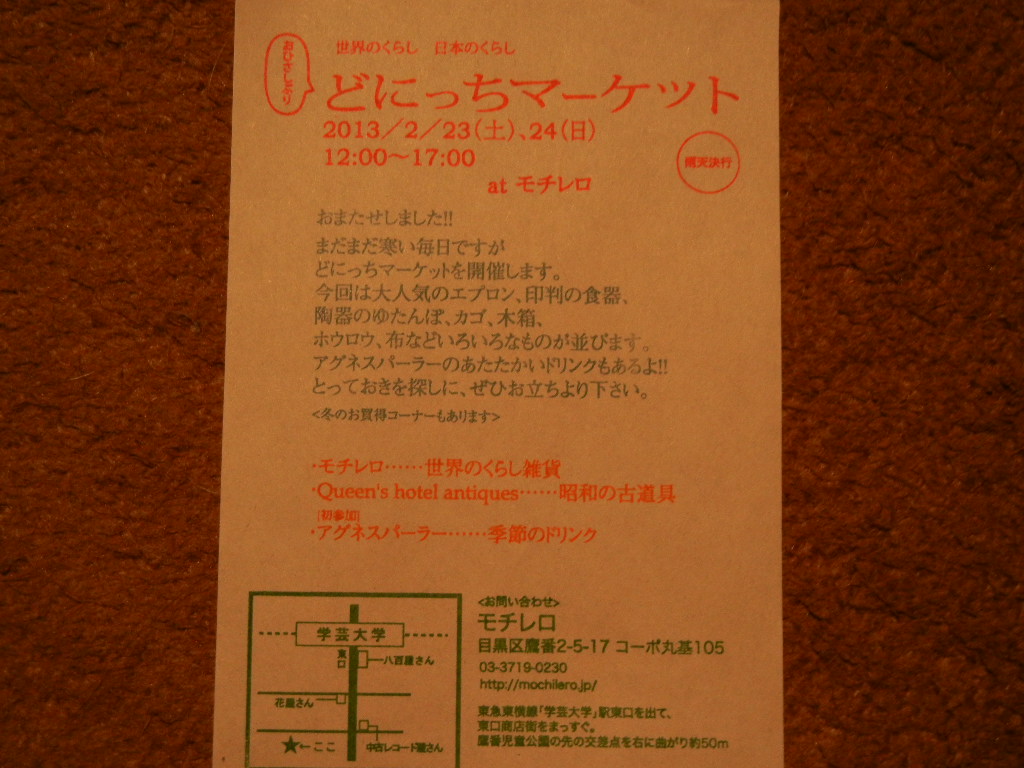 おひさしぶり
世界のくらし 日本のくらし
どにっちマーケット
2013/2/23(土)、24(日)
12:00〜17:00
雨天決行
at モチレロ
おまたせしました!!
まだまだ寒い毎日ですが
どにっちマーケットを開催します。
今回は大人気のエプロン、印判の食器、
陶器のゆたんぽ、カゴ、木箱、
ホウロウ、布などいろいろなものが並びます。
アグネスパーラーのあたたかいドリンクもあるよ!!
とっておきを探しに、ぜひお立ちより下さい。
<冬のお買得コーナーもあります>
・モチレロ……世界のくらし雑貨
・Queen's hotel antiques……昭和の古道具
[初参加]
・アグネスパーラー……季節のドリンク
学芸大学
東口
八百屋さん
花屋さん
★←ここ
中古レコード屋さん
<お問い合わせ>
モチレロ
目黒区鷹番2-5-17 コーポ丸基105
03-3719-0230
http://mochilero.jp/
東急東横線「学芸大学」駅東口を出て、
東口商店街をまっすぐ。
鷹番児童公園の先の交差点を右に曲がり約50m